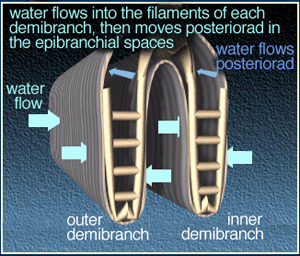 water flows into the filaments of each
demibranch, then moves posteriorad in
the epibranchial spaces
water flows
posteriorad
water
flow
outer
demibranch
inner
demibranch